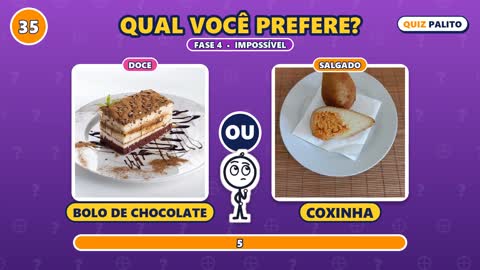 35
QUAL VOCÊ PREFERE?
QUIZ PALITO
FASE 4 - IMPOSSÍVEL
DOCE
SALGADO
OU
BOLO DE CHOCOLATE
COXINHA
5